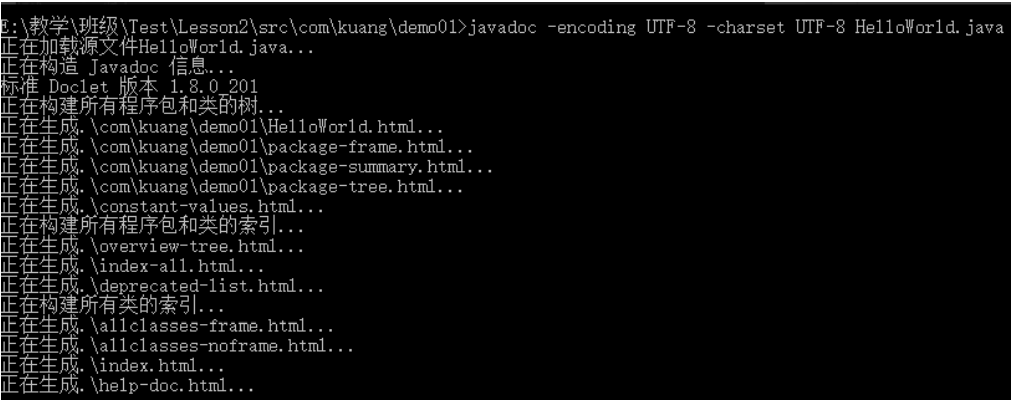 E:\教学\班级\Test\Lesson2\src\com\kuang\demo01>javadoc -encoding UTF-8 -charset UTF-8 HelloWorld.java
正在加载源文件HelloWorld.java...
正在构造 Javadoc 信息...
标准 Doclet 版本 1.8.0_201
正在构建所有程序包和类的树...
正在生成.\com\kuang\demo01\HelloWorld.html...
正在生成.\com\kuang\demo01\package-frame.html...
正在生成.\com\kuang\demo01\package-summary.html...
正在生成.\com\kuang\demo01\package-tree.html...
正在生成.\constant-values.html...
正在构建所有程序包和类的索引...
正在生成.\overview-tree.html...
正在生成.\index-all.html...
正在生成.\deprecated-list.html...
正在构建所有类的索引...
正在生成.\allclasses-frame.html...
正在生成.\allclasses-noframe.html...
正在生成.\index.html...
正在生成.\help-doc.html...